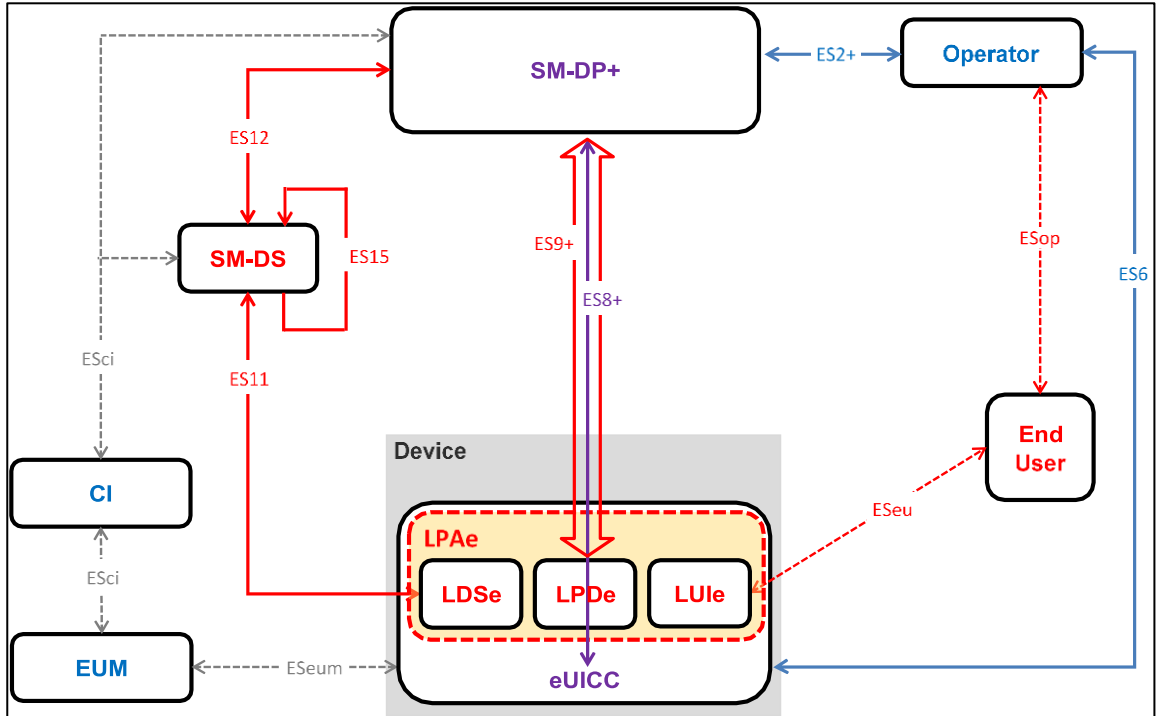 SM-DP+
ES2+
Operator
ES12
SM-DS
ES15
ES9+
ESop
ES6
ES8+
ESci
ES11
End
User
Device
CI
ESeu
LPAe
ESci
LDSe
LPDe
LUIe
EUM
ESeum
eUICC